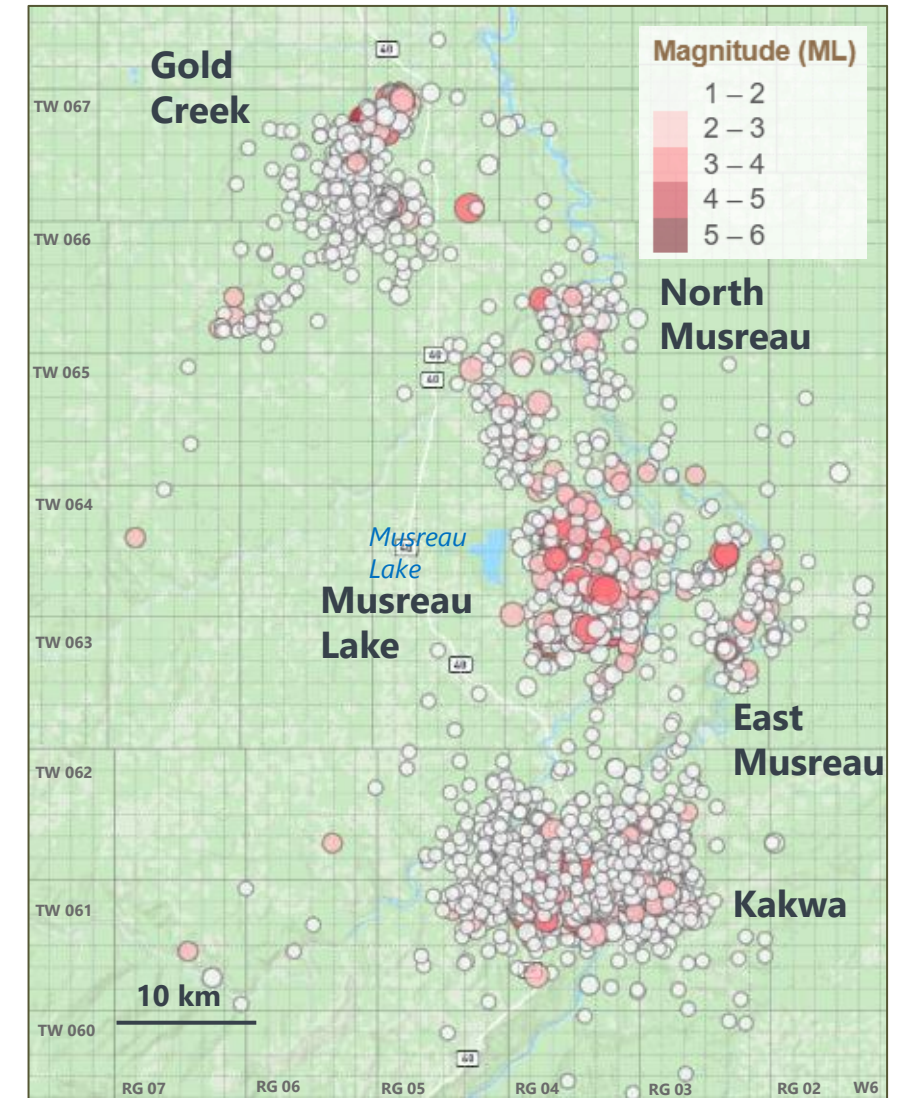 40
Gold
Creek
Magnitude (ML)
1 – 2
2 – 3
3 – 4
4 – 5
5 – 6
TW 067
TW 066
North
Musreau
40
TW 065
40
TW 064
Musreau
Lake
40
Musreau
Lake
TW 063
40
East
Musreau
TW 062
Kakwa
TW 061
10 km
TW 060
40
RG 07
RG 06
RG 05
RG 04
RG 03
RG 02
W6